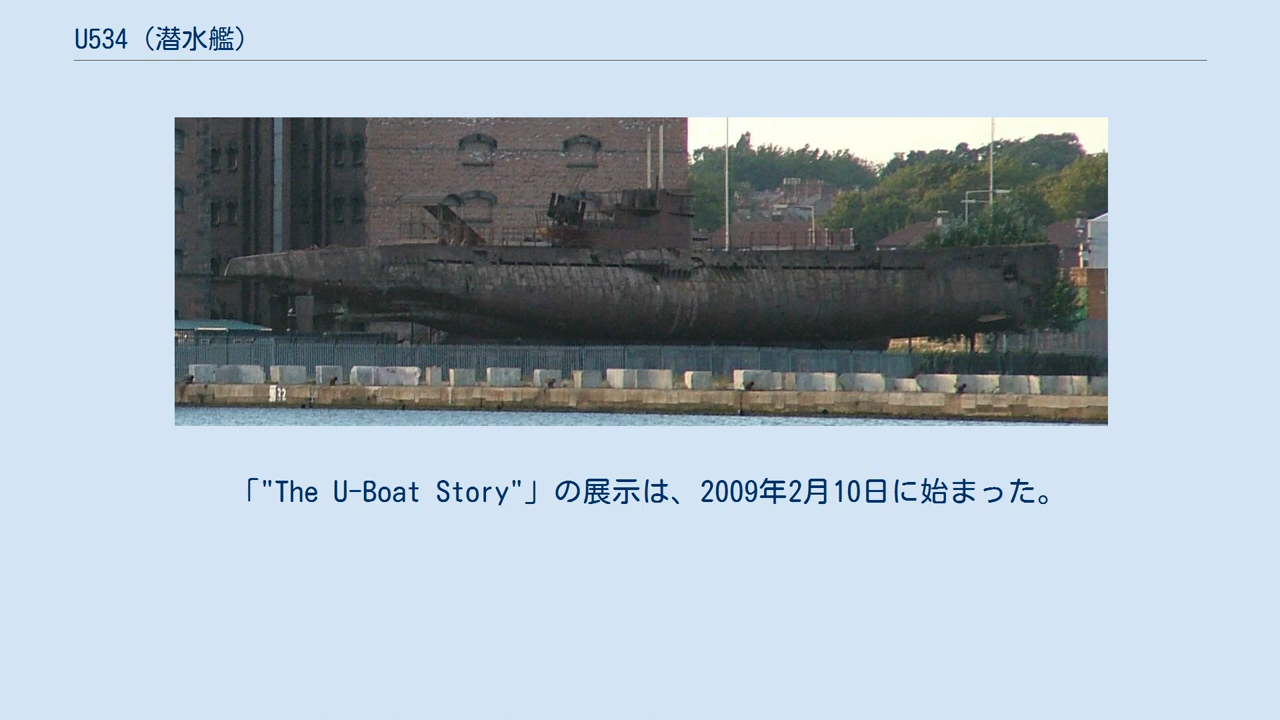 U534（潜水艦）
「"The U-Boat Story"」の展示は、2009年2月10日に始まった。